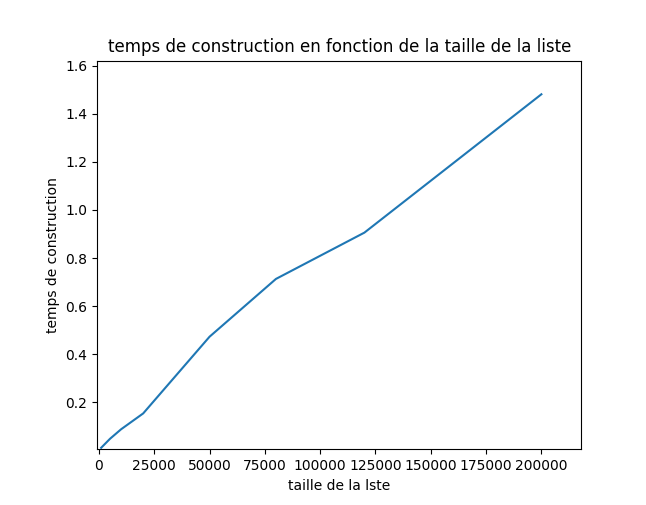 temps de construction en fonction de la taille de la liste
1.6
1.4
1.2
1.0
0.8
0.6
0.4
0.2
temps de construction
0 25000 50000 75000 100000 125000 150000 175000 200000
taille de la lste